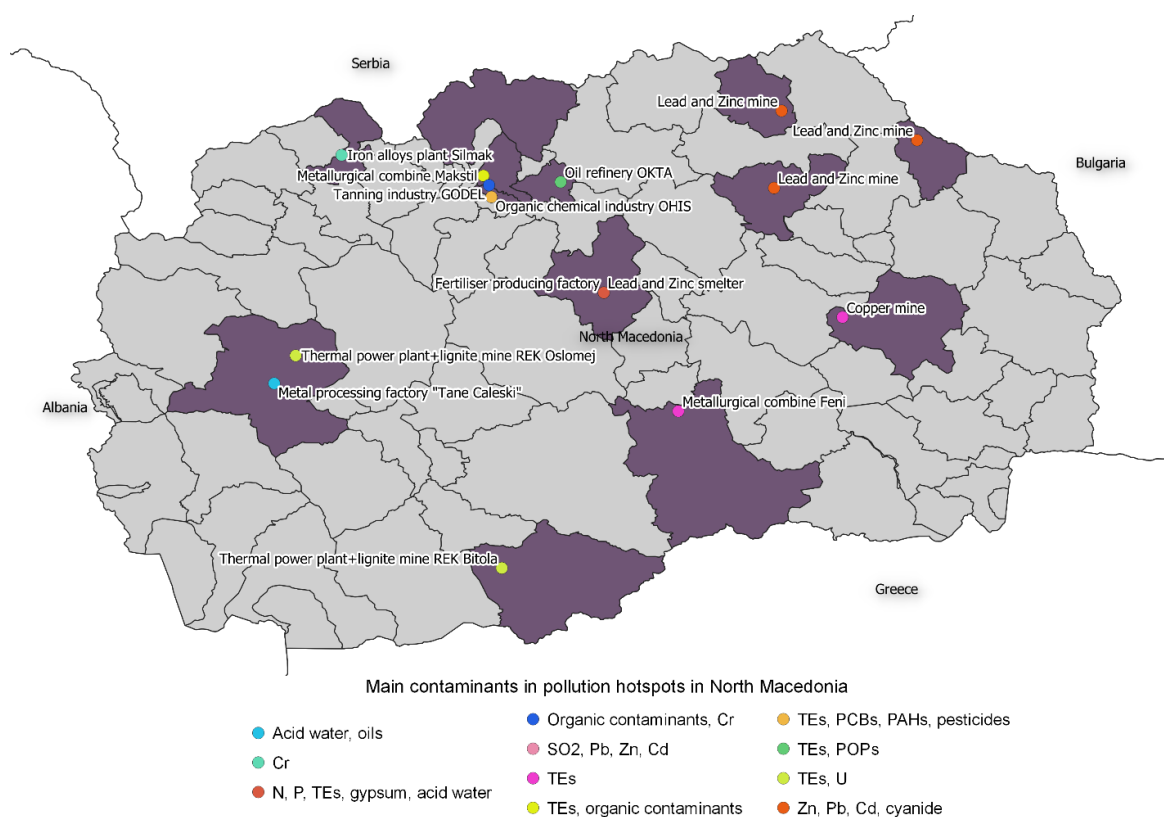 Serbia
Lead and Zinc mine
Lead and Zinc mine
Bulgaria
Iron alloys plant Silmak
Metallurgical combine Makstil
Oil refinery OKTA
Lead and Zinc mine
Tanning industry GODEL
Organic chemical industry OHIS
Fertiliser producing factory
Lead and Zinc smelter
Copper mine
North Macedonia
Thermal power plant+lignite mine REK Oslomej
Metal processing factory "Tane Caleski"
Albania
Metallurgical combine Feni
Thermal power plant+lignite mine REK Bitola
Greece
Main contaminants in pollution hotspots in North Macedonia
Acid water, oils
Cr
N, P, TEs, gypsum, acid water
Organic contaminants, Cr
SO2, Pb, Zn, Cd
TEs
TEs, organic contaminants
TEs, PCBs, PAHs, pesticides
TEs, POPs
TEs, U
Zn, Pb, Cd, cyanide